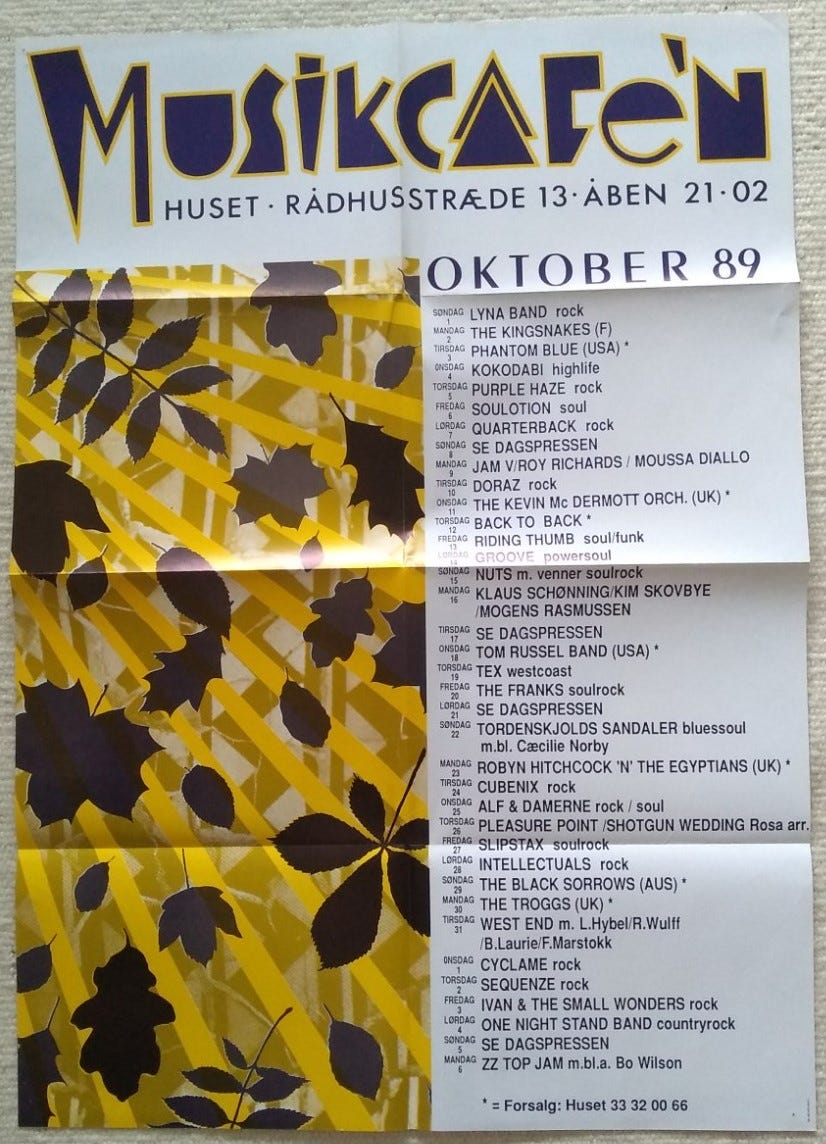 MUSIKCAFE'N
HUSET · RÅDHUSSTRÆDE 13 · ÅBEN 21·02
OKTOBER 89
SØNDAG 1 LYNA BAND rock
MANDAG 2 THE KINGSNAKES (F)
TIRSDAG 3 PHANTOM BLUE (USA) *
ONSDAG 4 KOKODABI highlife
TORSDAG 5 PURPLE HAZE rock
FREDAG 6 SOULOTION soul
LØRDAG 7 QUARTERBACK rock
SØNDAG 8 SE DAGSPRESSEN
MANDAG 9 JAM V/ROY RICHARDS / MOUSSA DIALLO
TIRSDAG 10 DORAZ rock
ONSDAG 11 THE KEVIN Mc DERMOTT ORCH. (UK) *
TORSDAG 12 BACK TO BACK *
FREDAG 13 RIDING THUMB soul/funk
LØRDAG 14 GROOVE powersoul
SØNDAG 15 NUTS m. venner soulrock
MANDAG 16 KLAUS SCHØNNING/KIM SKOVBYE
/MOGENS RASMUSSEN
TIRSDAG 17 SE DAGSPRESSEN
ONSDAG 18 TOM RUSSEL BAND (USA) *
TORSDAG 19 TEX westcoast
FREDAG 20 THE FRANKS soulrock
LØRDAG 21 SE DAGSPRESSEN
SØNDAG 22 TORDENSKJOLDS SANDALER bluessoul
m.bl. Cæcilie Norby
MANDAG 23 ROBYN HITCHCOCK 'N' THE EGYPTIANS (UK) *
TIRSDAG 24 CUBENIX rock
ONSDAG 25 ALF & DAMERNE rock / soul
TORSDAG 26 PLEASURE POINT /SHOTGUN WEDDING Rosa arr.
FREDAG 27 SLIPSTAX soulrock
LØRDAG 28 INTELLECTUALS rock
SØNDAG 29 THE BLACK SORROWS (AUS) *
MANDAG 30 THE TROGGS (UK) *
TIRSDAG 31 WEST END m. L.Hybel/R.Wulff
/B.Laurie/F.Marstokk
ONSDAG 1 CYCLAME rock
TORSDAG 2 SEQUENZE rock
FREDAG 3 IVAN & THE SMALL WONDERS rock
LØRDAG 4 ONE NIGHT STAND BAND countryrock
SØNDAG 5 SE DAGSPRESSEN
MANDAG 6 ZZ TOP JAM m.bl.a. Bo Wilson
* = Forsalg: Huset 33 32 00 66